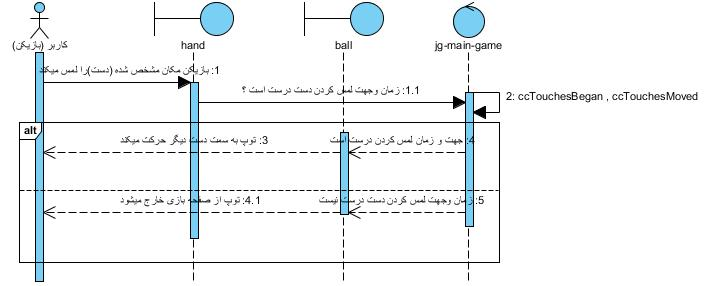 کاربر (بازیکن)
hand
ball
jg-main-game
1: بازیکن مکان مشخص شده (دست)را لمس میکند
1.1: زمان وجهت لمس کردن دست درست است ؟
2: ccTouchesBegan , ccTouchesMoved
alt
3: توپ به سمت دست دیگر حرکت میکند
4: جهت و زمان لمس کردن درست است
4.1: توپ از صفحه بازی خارج میشود
5: زمان وجهت لمس کردن دست درست نیست